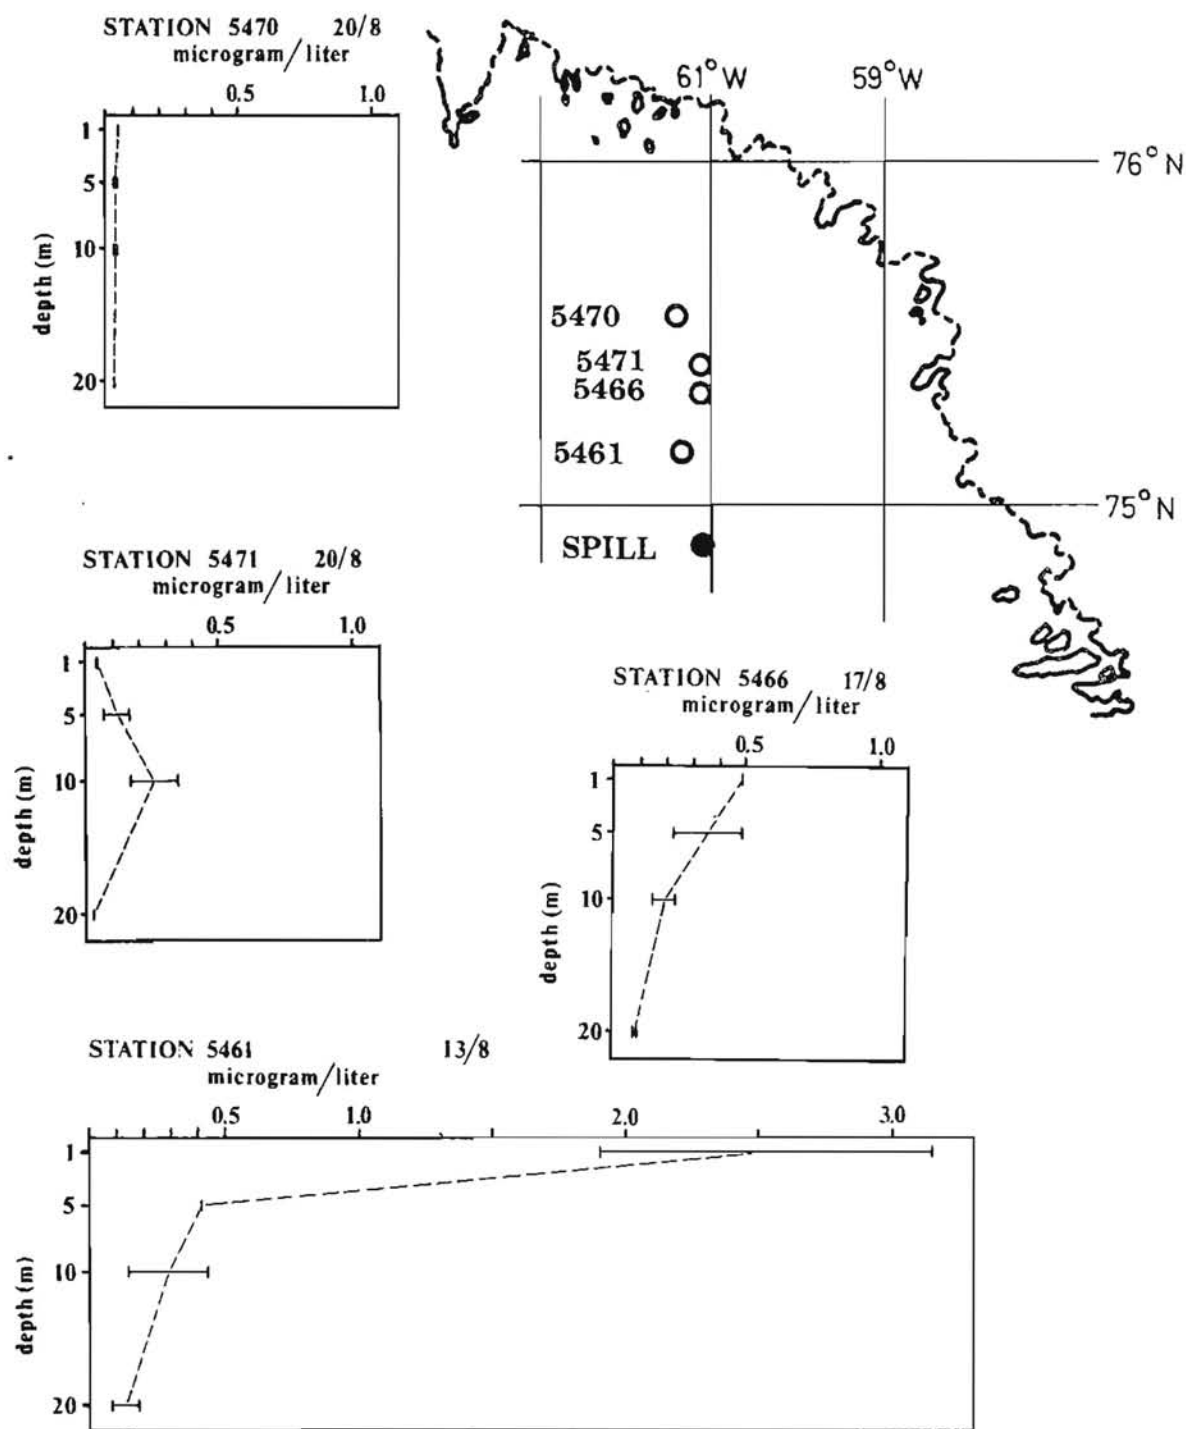 STATION 5470 20/8
microgram/liter
0.5 1.0
1
5
10
20
depth (m)
61°W 59°W
76°N
5470
5471
5466
5461
75°N
SPILL
STATION 5471 20/8
microgram/liter
0.5 1.0
1
5
10
20
depth (m)
STATION 5466 17/8
microgram/liter
0.5 1.0
1
5
10
20
depth (m)
STATION 5461 13/8
microgram/liter
0.5 1.0 2.0 3.0
1
5
10
20
depth (m)